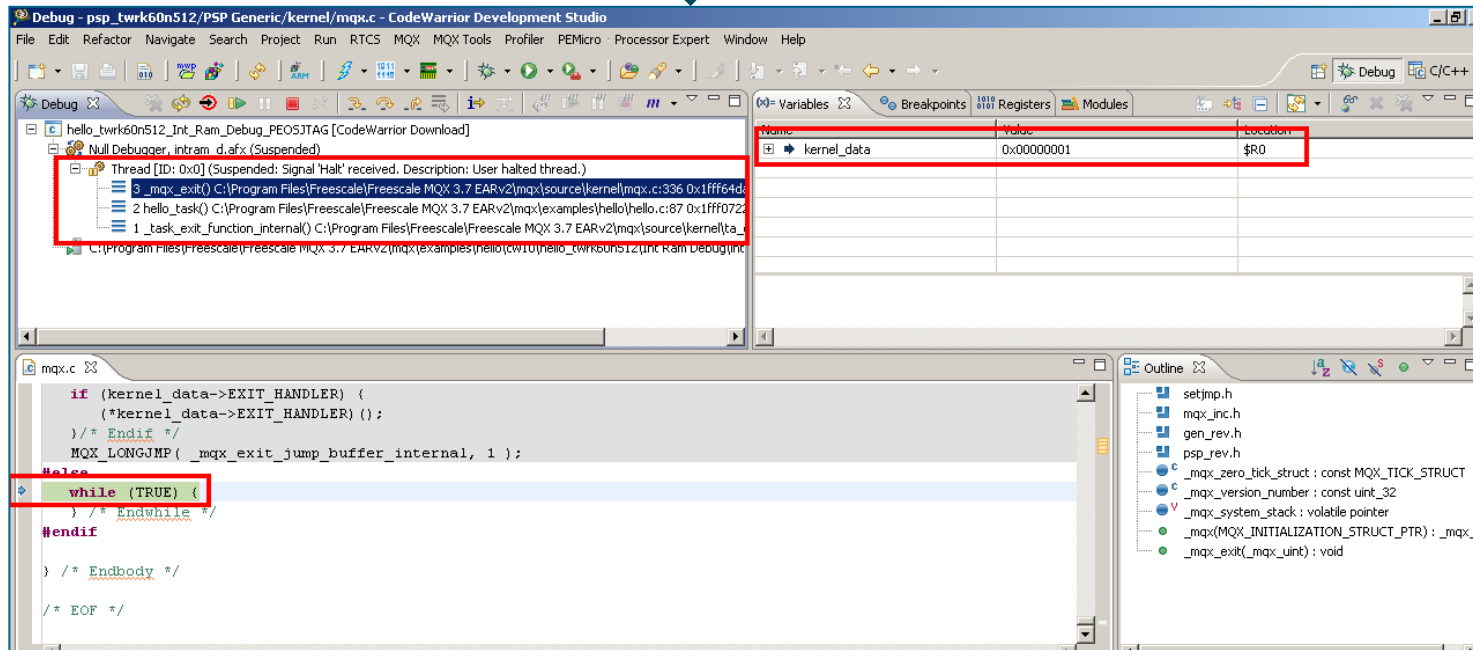 Debug - psp_twrk60n512/PSP Generic/kernel/mqx.c - CodeWarrior Development Studio
File Edit Refactor Navigate Search Project Run RTCS MQX MQX Tools Profiler PEMicro Processor Expert Window Help
Debug C/C++
Debug
(x)= Variables Breakpoints Registers Modules
hello_twrk60n512_Int_Ram_Debug_PEOSJTAG [CodeWarrior Download]
Null Debugger, intram_d.afx (Suspended)
Thread [ID: 0x0] (Suspended: Signal 'Halt' received. Description: User halted thread.)
3 _mqx_exit() C:\Program Files\Freescale\Freescale MQX 3.7 EARv2\mqx\source\kernel\mqx.c:336 0x1fff64da
2 hello_task() C:\Program Files\Freescale\Freescale MQX 3.7 EARv2\mqx\examples\hello\hello.c:87 0x1fff0722
1 _task_exit_function_internal() C:\Program Files\Freescale\Freescale MQX 3.7 EARv2\mqx\source\kernel\ta_
C:\Program Files\Freescale\Freescale MQX 3.7 EARv2\mqx\examples\hello\cw10\hello_twrk60n512\Int Ram Debug\int
Name Value Location
kernel_data 0x00000001 $R0
mqx.c
if (kernel_data->EXIT_HANDLER) {
(*kernel_data->EXIT_HANDLER)();
}/* Endif */
MQX_LONGJMP( _mqx_exit_jump_buffer_internal, 1 );
#else
while (TRUE) {
} /* Endwhile */
#endif
} /* Endbody */
/* EOF */
Outline
setjmp.h
mqx_inc.h
gen_rev.h
psp_rev.h
_mqx_zero_tick_struct : const MQX_TICK_STRUCT
_mqx_version_number : const uint_32
_mqx_system_stack : volatile pointer
_mqx(MQX_INITIALIZATION_STRUCT_PTR) : _mqx_
_mqx_exit(_mqx_uint) : void